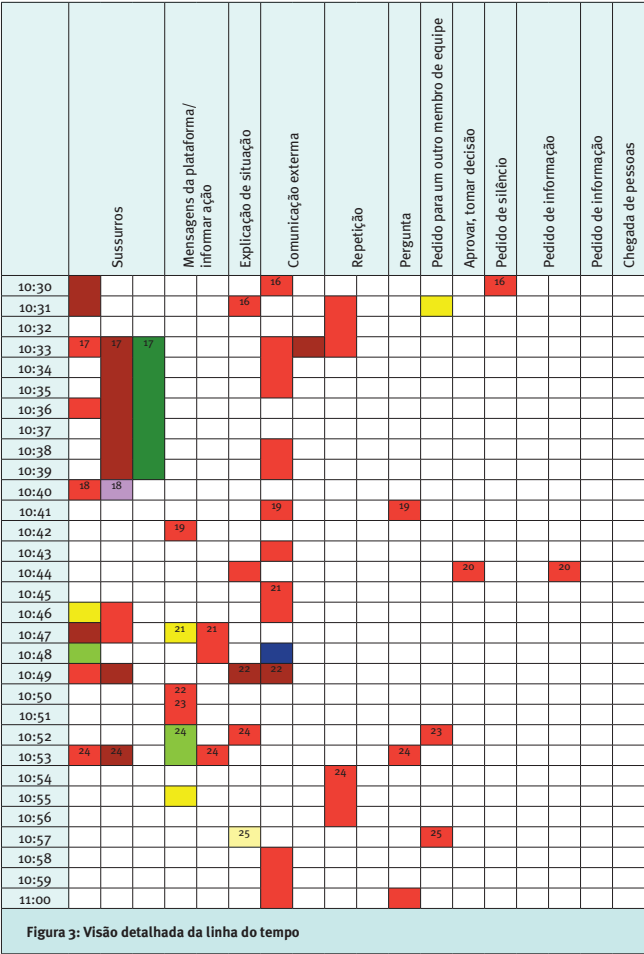 Sussurros
Mensagens da plataforma/
informar ação
Explicação de situação
Comunicação exterma
Repetição
Pergunta
Pedido para um outro membro de equipe
Aprovar, tomar decisão
Pedido de silêncio
Pedido de informação
Pedido de informação
Chegada de pessoas
10:30 16 16
10:31 16
10:32
10:33 17 17 17
10:34
10:35
10:36
10:37
10:38
10:39
10:40 18 18
10:41 19 19
10:42 19
10:43
10:44 20 20
10:45 21
10:46
10:47 21 21
10:48
10:49 22 22
10:50 22
10:51 23
10:52 24 24 23
10:53 24 24 24 24
10:54 24
10:55
10:56
10:57 25 25
10:58
10:59
11:00
Figura 3: Visão detalhada da linha do tempo